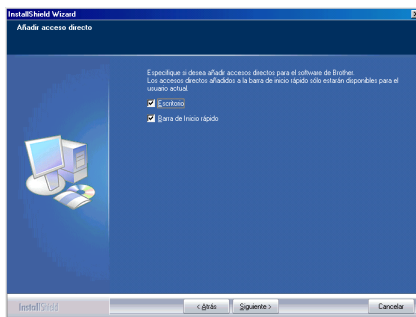 InstallShield Wizard
Añadir acceso directo
Especifique si desea añadir accesos directos para el software de Brother.
Los accesos directos añadidos a la barra de inicio rápido sólo estarán disponibles para el
usuario actual.
Escritorio
Barra de Inicio rápido
InstallShield
< Atrás
Siguiente >
Cancelar